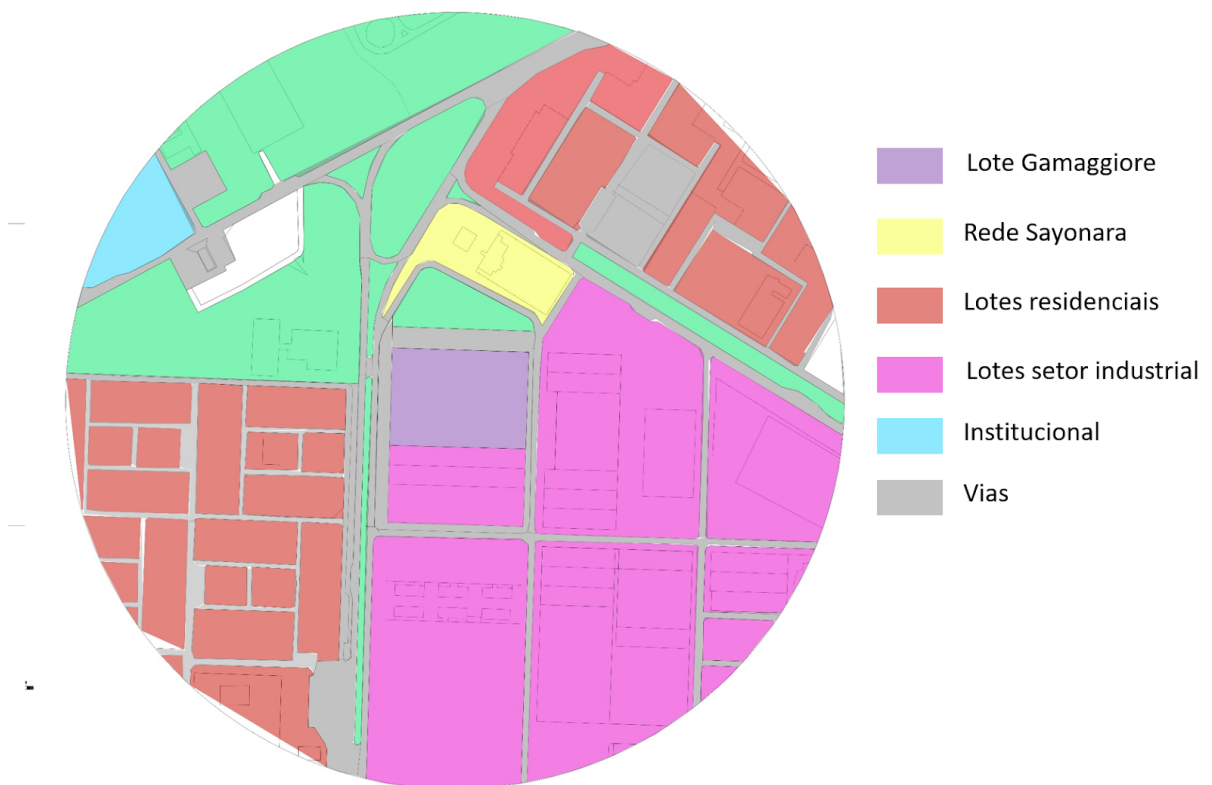 Lote Gamaggiore
Rede Sayonara
Lotes residenciais
Lotes setor industrial
Institucional
Vias